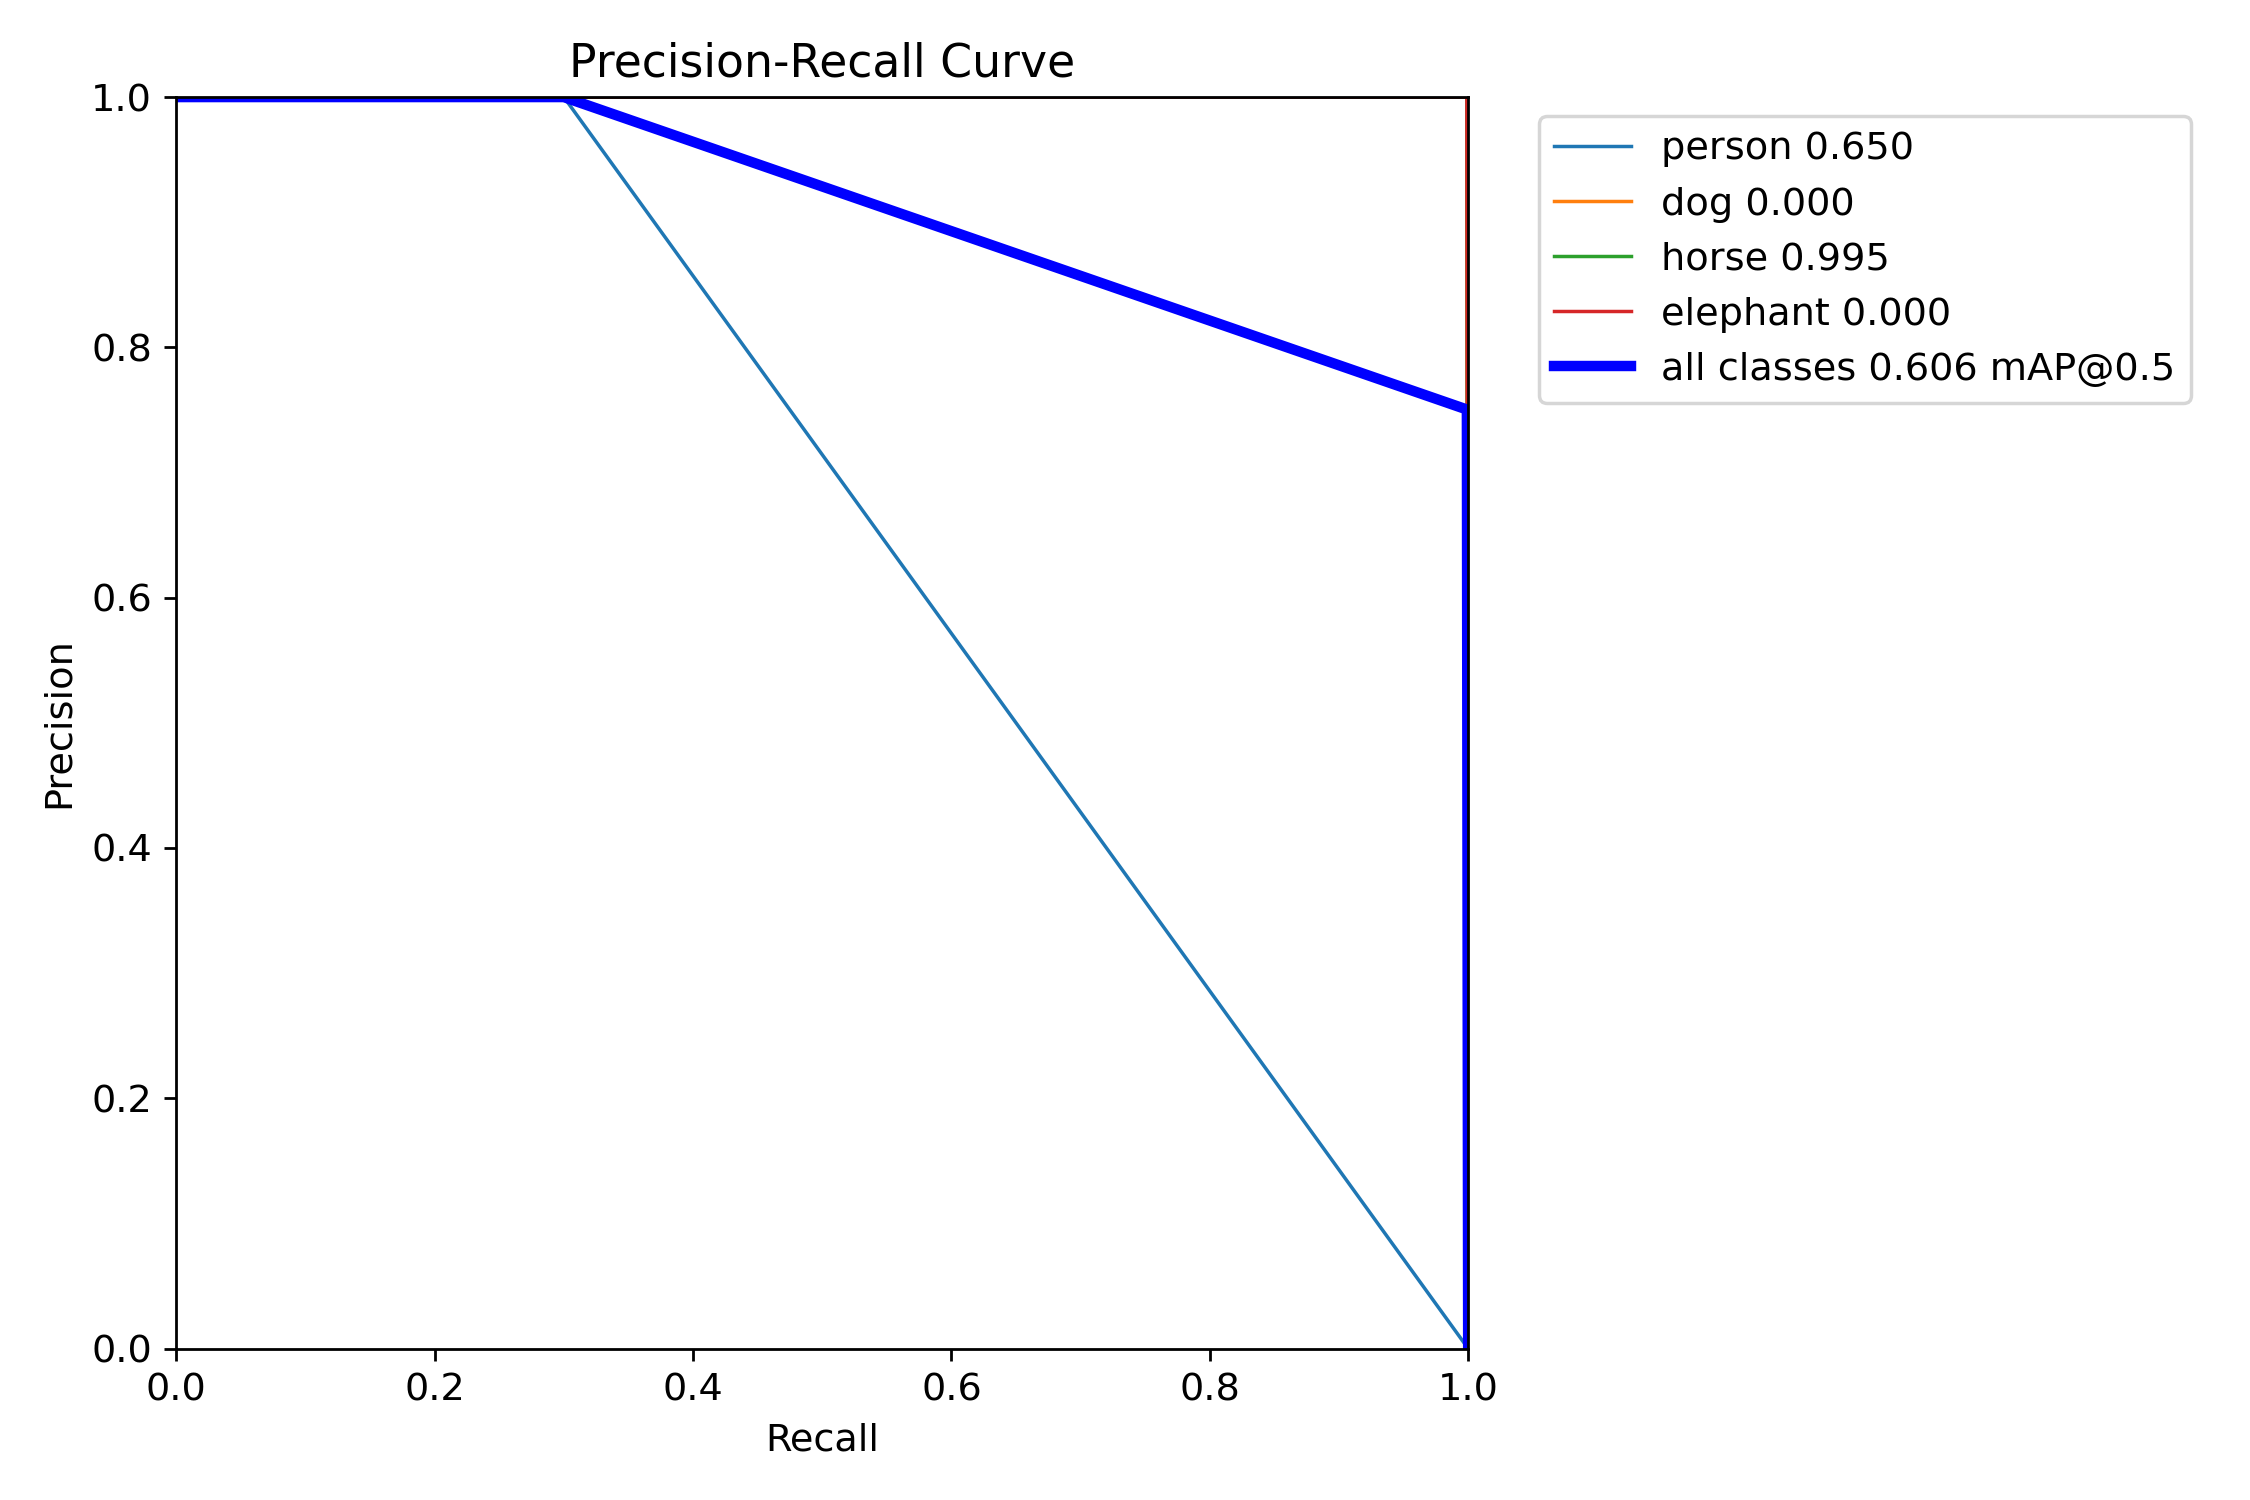 Precision-Recall Curve
1.0
0.8
0.6
0.4
0.2
0.0
Precision
0.0 0.2 0.4 0.6 0.8 1.0
Recall
person 0.650
dog 0.000
horse 0.995
elephant 0.000
all classes 0.606 mAP@0.5